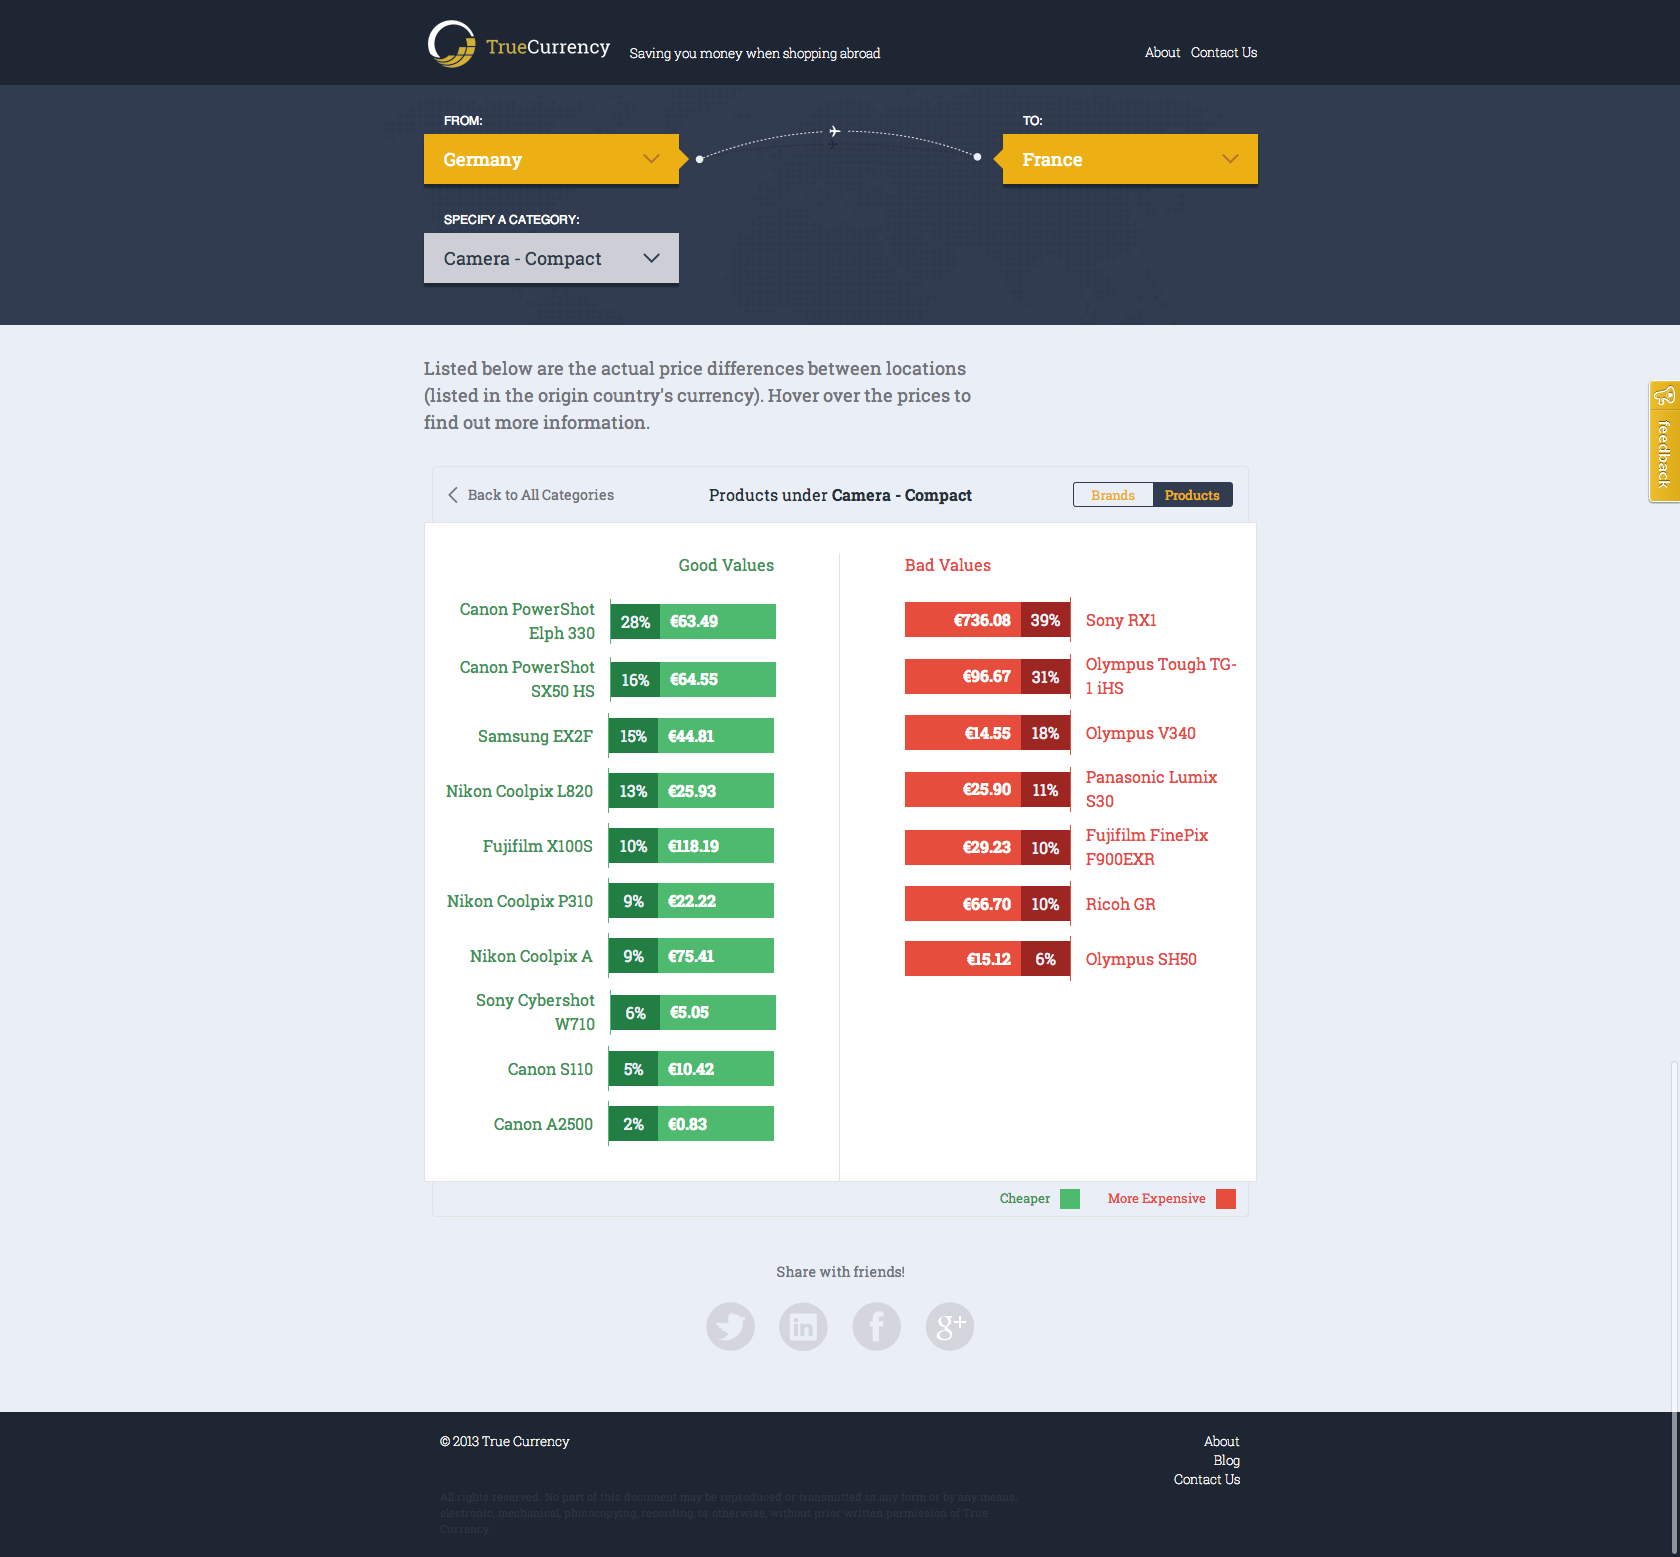 TrueCurrency
Saving you money when shopping abroad
About Contact Us
FROM:
Germany
TO:
France
SPECIFY A CATEGORY:
Camera - Compact
Listed below are the actual price differences between locations
(listed in the origin country's currency). Hover over the prices to
find out more information.
feedback
Back to All Categories
Products under Camera - Compact
Brands Products
Good Values
Canon PowerShot
Elph 330
28% €63.49
Canon PowerShot
SX50 HS
16% €64.55
Samsung EX2F 15% €44.81
Nikon Coolpix L820 13% €25.93
Fujifilm X100S 10% €118.19
Nikon Coolpix P310 9% €22.22
Nikon Coolpix A 9% €75.41
Sony Cybershot
W710
6% €5.05
Canon S110 5% €10.42
Canon A2500 2% €0.83
Bad Values
€736.08 39% Sony RX1
€96.67 31% Olympus Tough TG-
1 iHS
€14.55 18% Olympus V340
€25.90 11% Panasonic Lumix
S30
€29.23 10% Fujifilm FinePix
F900EXR
€66.70 10% Ricoh GR
€15.12 6% Olympus SH50
Cheaper
More Expensive
Share with friends!
© 2013 True Currency
About
Blog
Contact Us
All rights reserved. No part of this document may be reproduced or transmitted in any form or by any means,
electronic, mechanical, photocopying, recording, or otherwise, without prior written permission of True
Currency